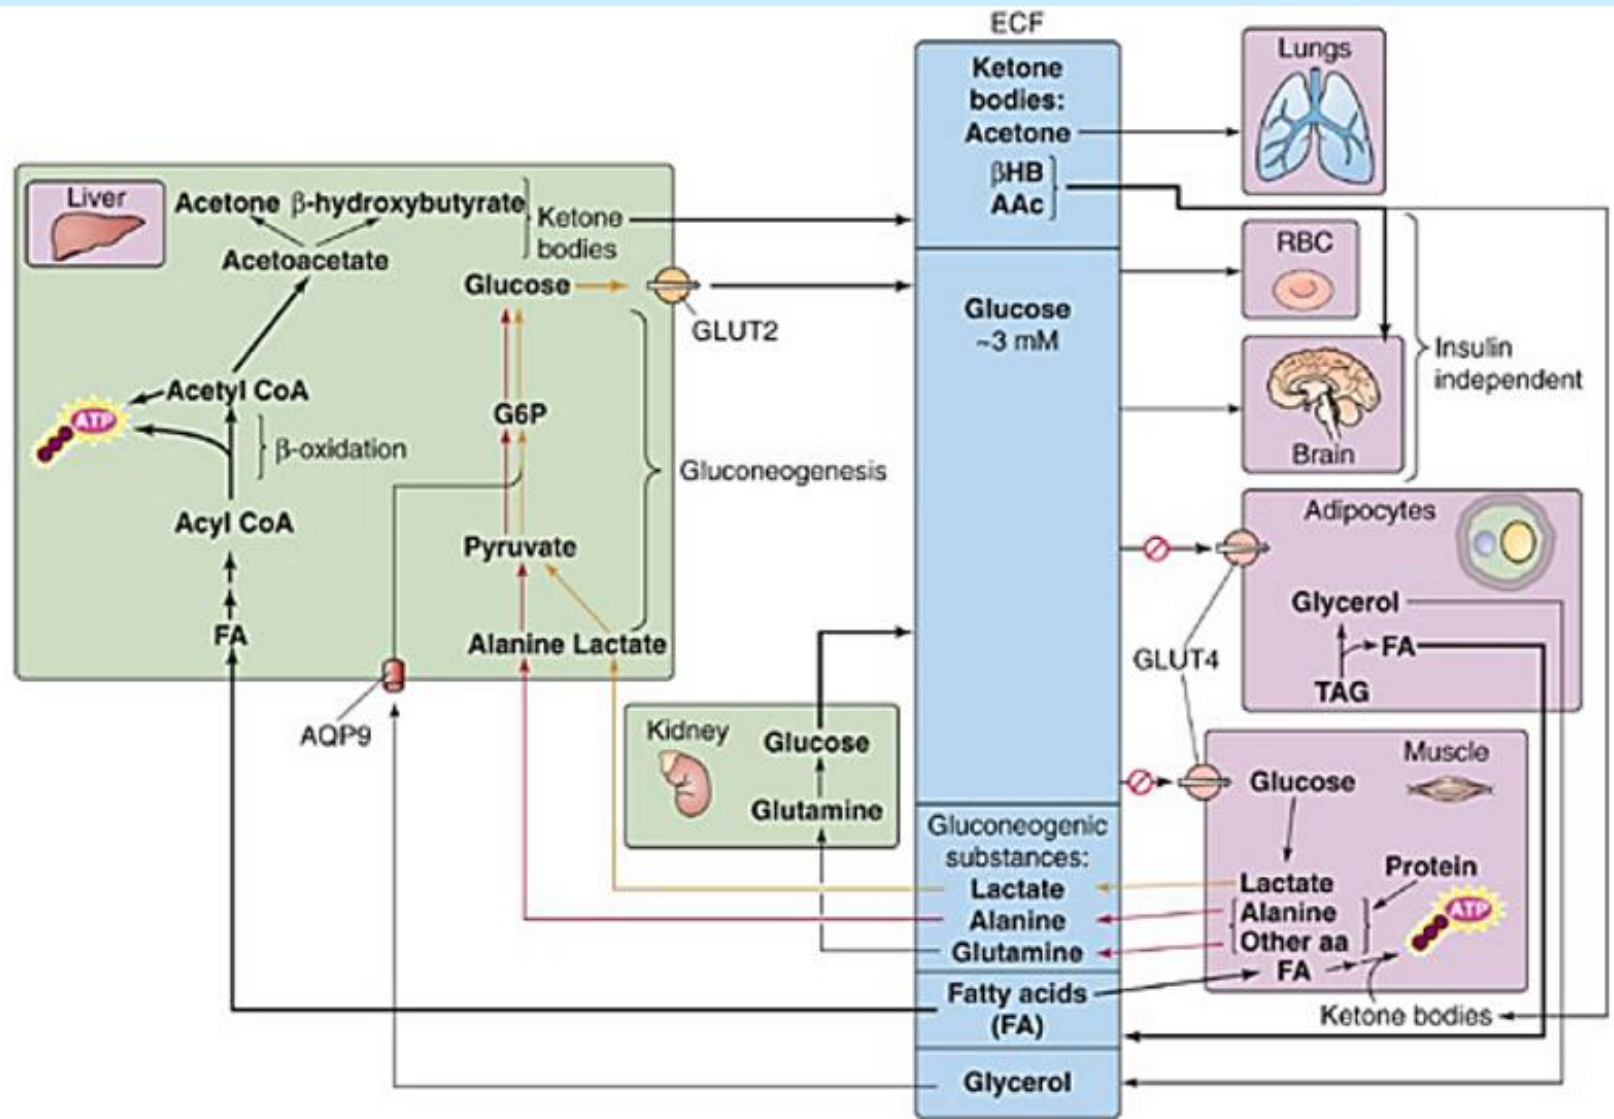 ECF
Ketone
bodies:
Acetone
βHB
AAc
Lungs
Liver
Acetone β-hydroxybutyrate
Ketone
bodies
Acetoacetate
Glucose
GLUT2
Glucose
~3 mM
RBC
Insulin
independent
Brain
Acetyl CoA
ATP
β-oxidation
G6P
Gluconeogenesis
Acyl CoA
Pyruvate
FA
Alanine Lactate
AQP9
Adipocytes
Glycerol
FA
TAG
GLUT4
Kidney
Glucose
Glutamine
Muscle
Glucose
Gluconeogenic
substances:
Lactate
Alanine
Glutamine
Protein
Lactate
Alanine
Other aa
FA
ATP
Fatty acids
(FA)
Ketone bodies
Glycerol